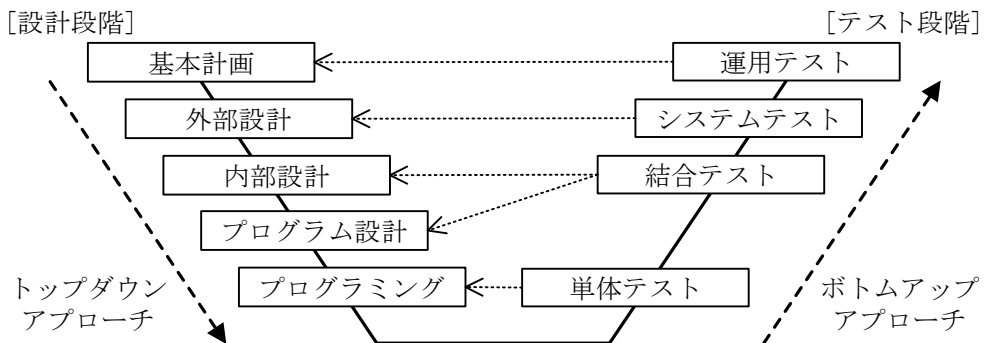 [設計段階]
[テスト段階]
基本計画
運用テスト
外部設計
システムテスト
内部設計
結合テスト
プログラム設計
プログラミング
単体テスト
トップダウン
アプローチ
ボトムアップ
アプローチ